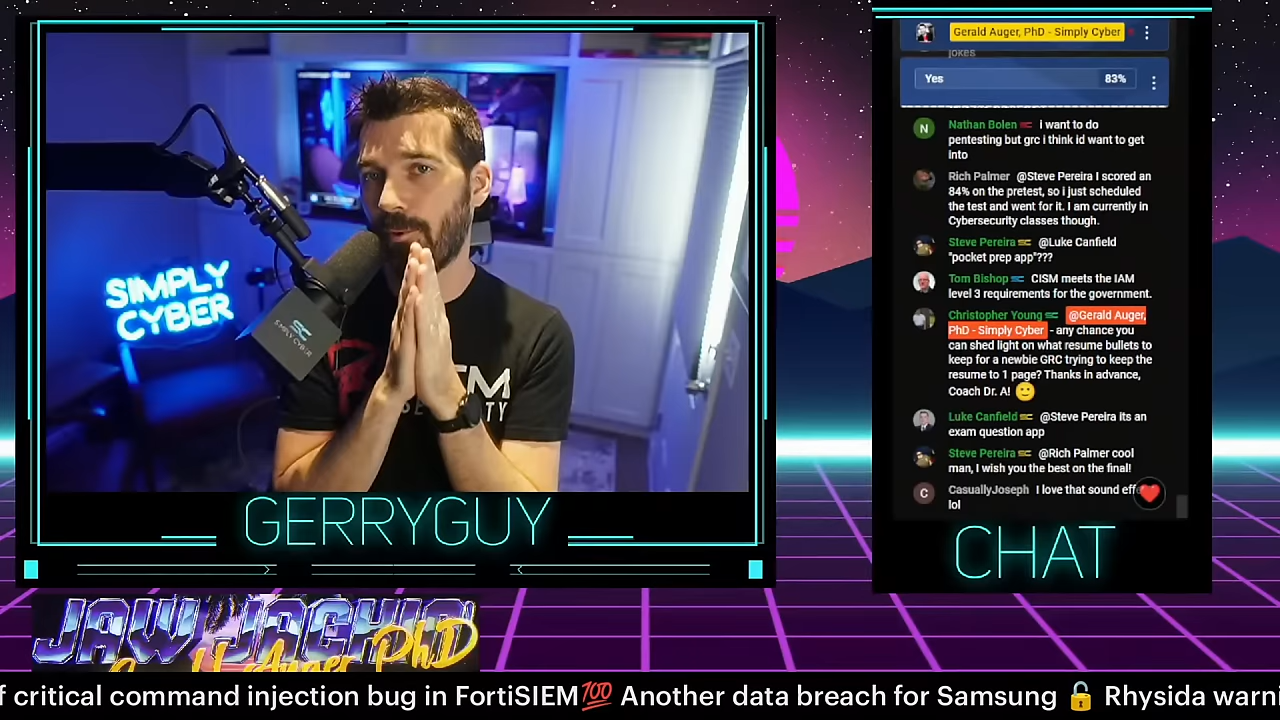 SIMPLY
CYBER
SIMPLY CYBER
GERRYGUY
Gerald Auger, PhD - Simply Cyber
jokes
Yes 83%
N Nathan Bolen i want to do
pentesting but grc i think id want to get
into
Rich Palmer @Steve Pereira I scored an
84% on the pretest, so i just scheduled
the test and went for it. I am currently in
Cybersecurity classes though.
Steve Pereira @Luke Canfield
"pocket prep app"???
Tom Bishop CISM meets the IAM
level 3 requirements for the government.
Christopher Young @Gerald Auger,
PhD - Simply Cyber - any chance you
can shed light on what resume bullets to
keep for a newbie GRC trying to keep the
resume to 1 page? Thanks in advance,
Coach Dr. A! 🙂
Luke Canfield @Steve Pereira its an
exam question app
Steve Pereira @Rich Palmer cool
man, I wish you the best on the final!
C CasuallyJoseph I love that sound eff
lol
CHAT
JAW JACKIN'
PhD
f critical command injection bug in FortiSIEM💯 Another data breach for Samsung 🔓 Rhysida warni